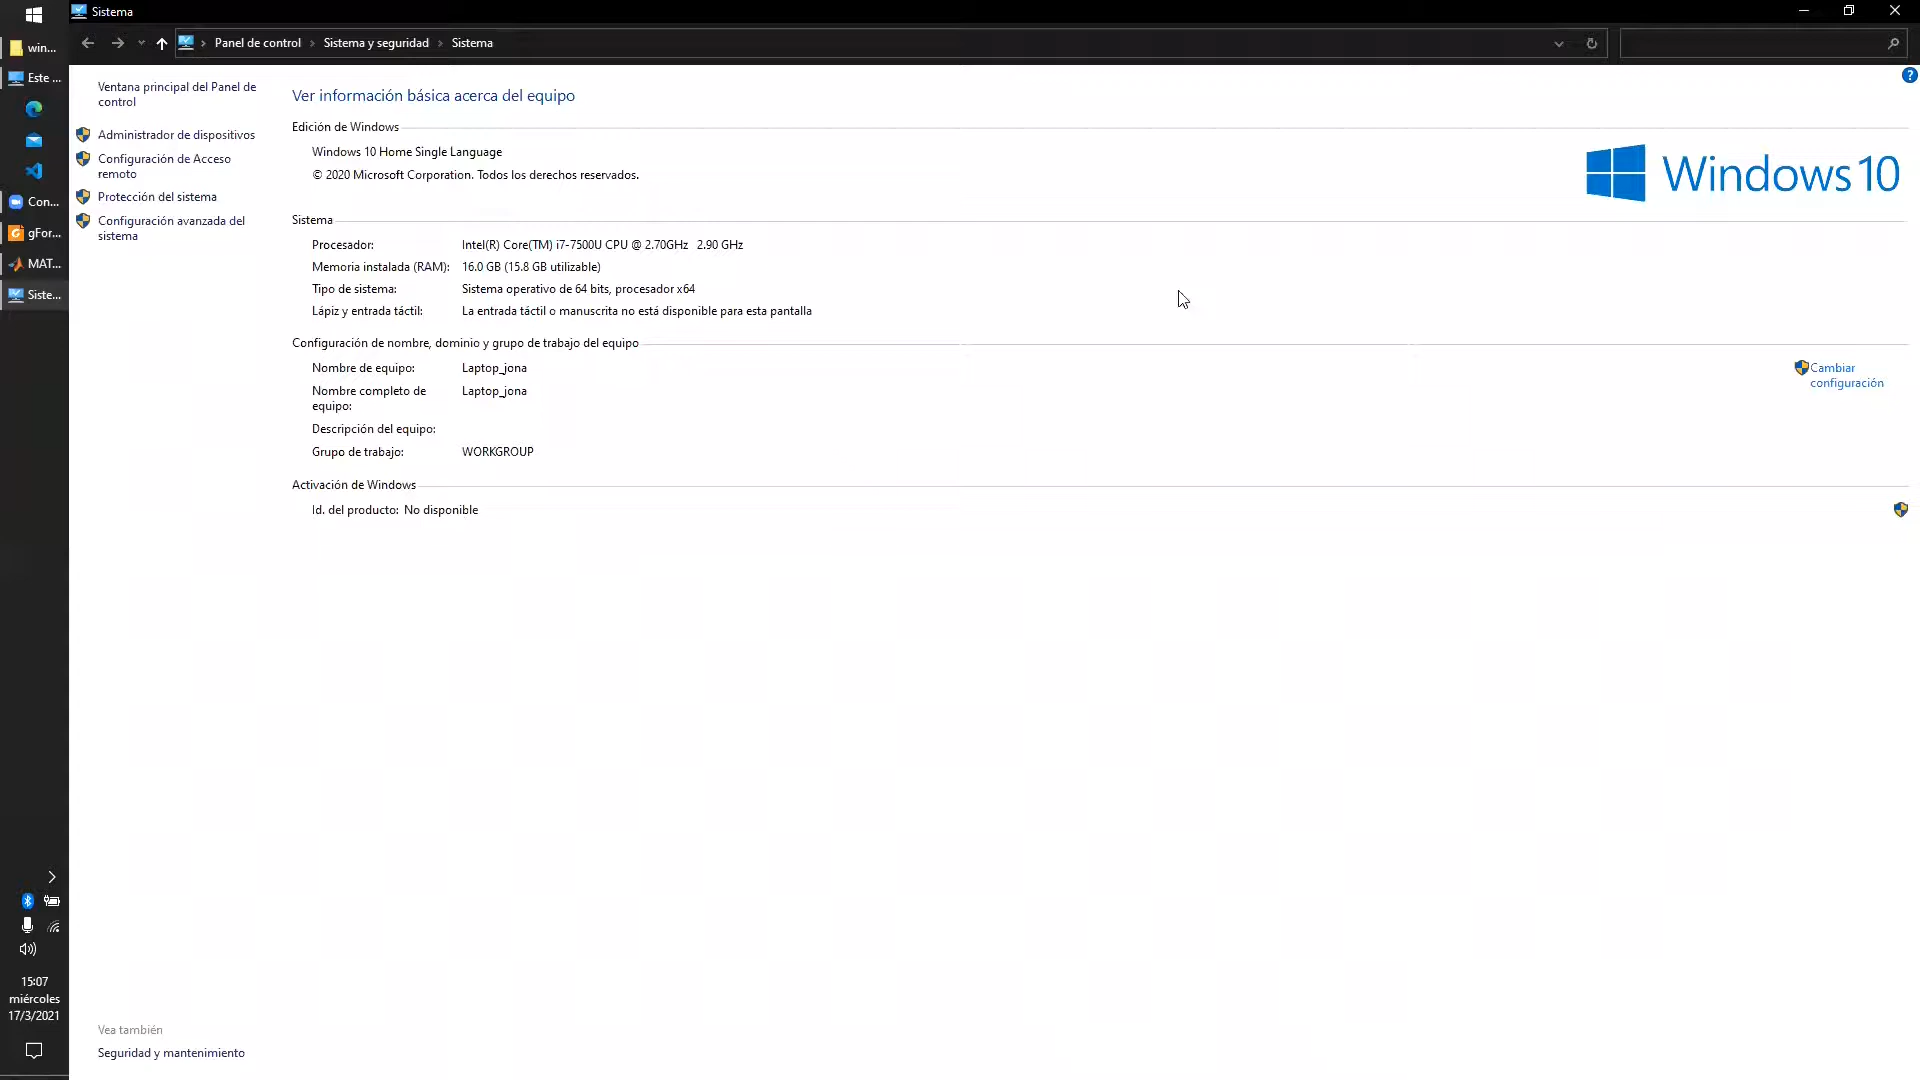 Sistema
Panel de control > Sistema y seguridad > Sistema
win...
Este ...
Con...
gFor...
MAT...
Siste...
Ventana principal del Panel de
control
Administrador de dispositivos
Configuración de Acceso
remoto
Protección del sistema
Configuración avanzada del
sistema
Ver información básica acerca del equipo
Edición de Windows
Windows 10 Home Single Language
© 2020 Microsoft Corporation. Todos los derechos reservados.
Windows 10
Sistema
Procesador: Intel(R) Core(TM) i7-7500U CPU @ 2.70GHz 2.90 GHz
Memoria instalada (RAM): 16.0 GB (15.8 GB utilizable)
Tipo de sistema: Sistema operativo de 64 bits, procesador x64
Lápiz y entrada táctil: La entrada táctil o manuscrita no está disponible para esta pantalla
Configuración de nombre, dominio y grupo de trabajo del equipo
Nombre de equipo: Laptop_jona
Nombre completo de
equipo: Laptop_jona
Descripción del equipo:
Grupo de trabajo: WORKGROUP
Cambiar
configuración
Activación de Windows
Id. del producto: No disponible
15:07
miércoles
17/3/2021
Vea también
Seguridad y mantenimiento